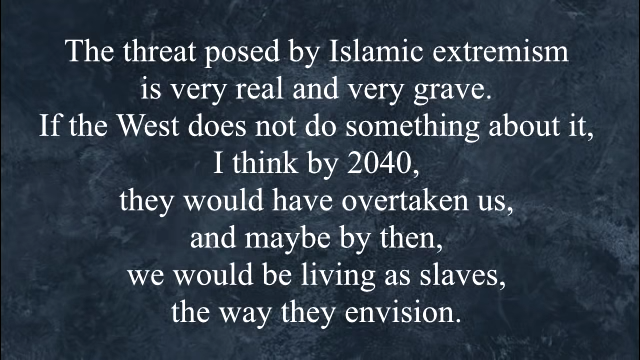 The threat posed by Islamic extremism
is very real and very grave.
If the West does not do something about it,
I think by 2040,
they would have overtaken us,
and maybe by then,
we would be living as slaves,
the way they envision.